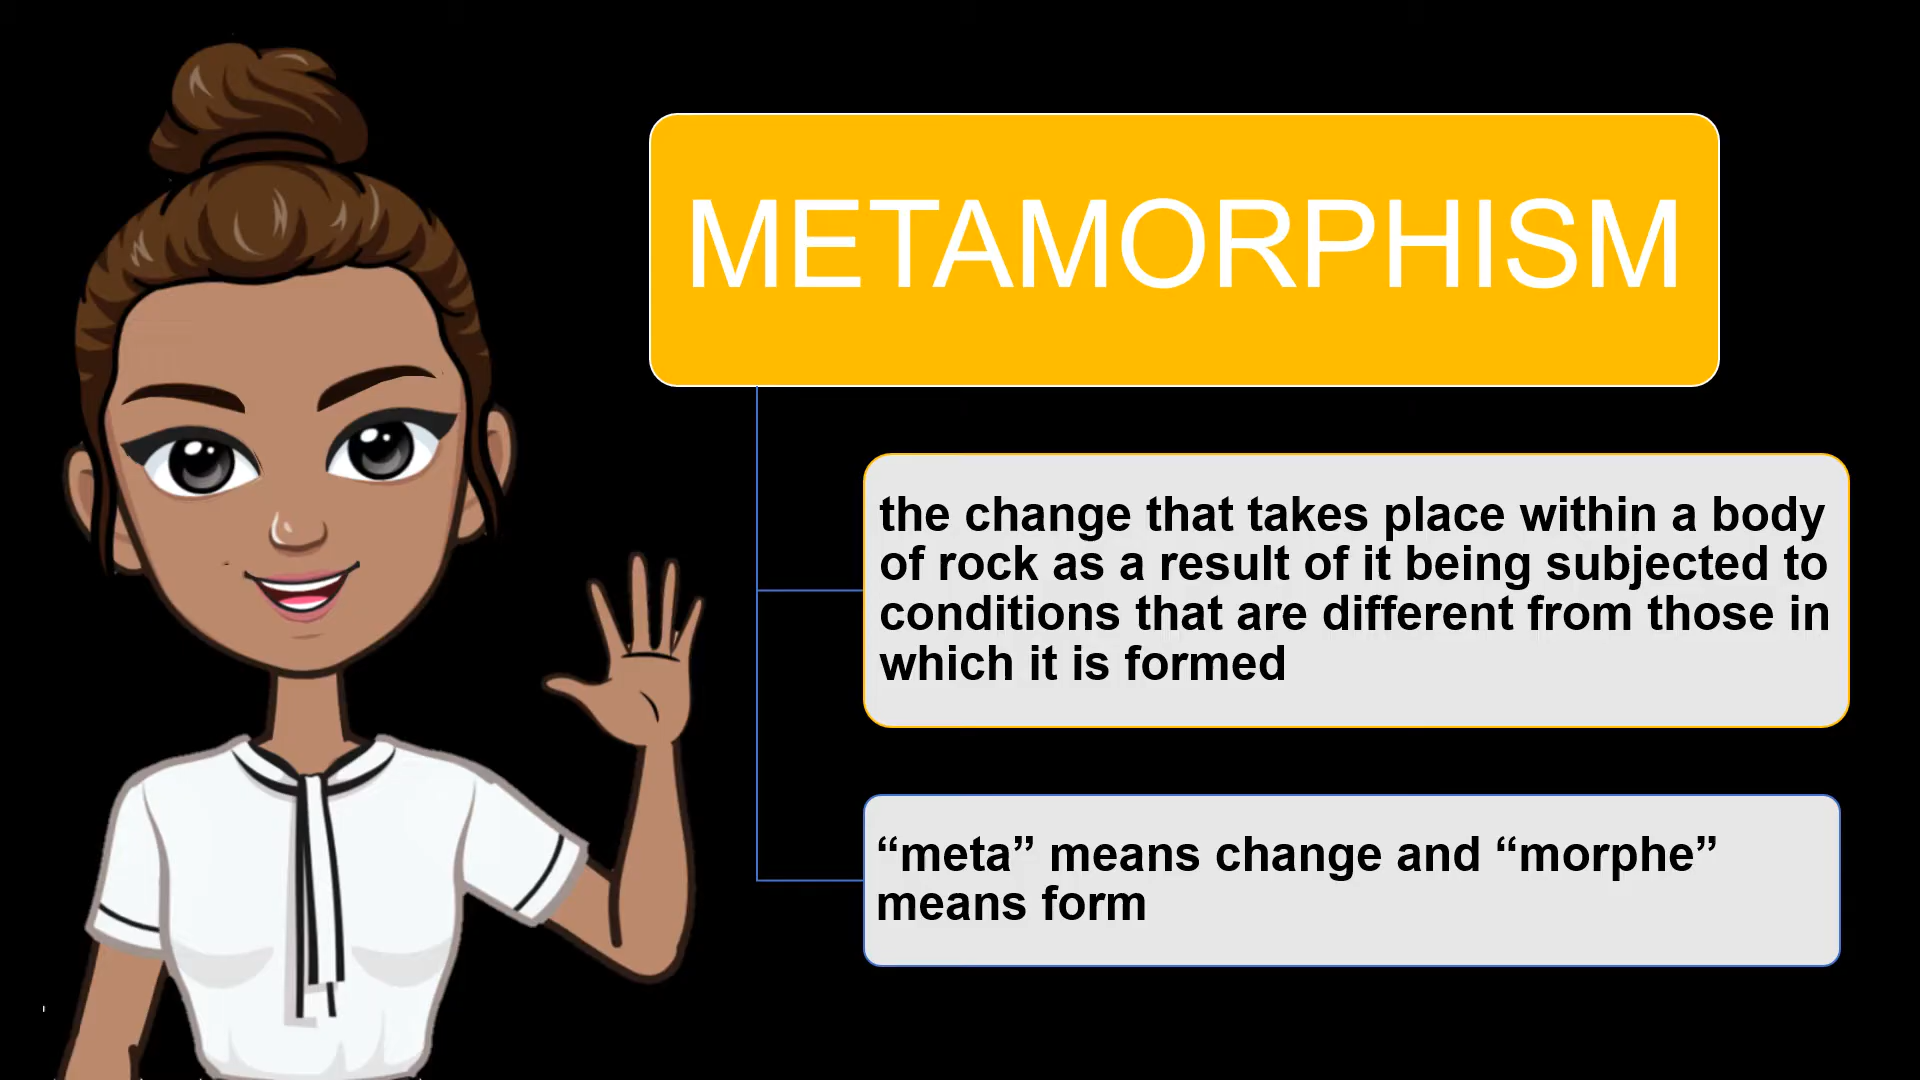 METAMORPHISM
the change that takes place within a body
of rock as a result of it being subjected to
conditions that are different from those in
which it is formed
“meta” means change and “morphe”
means form